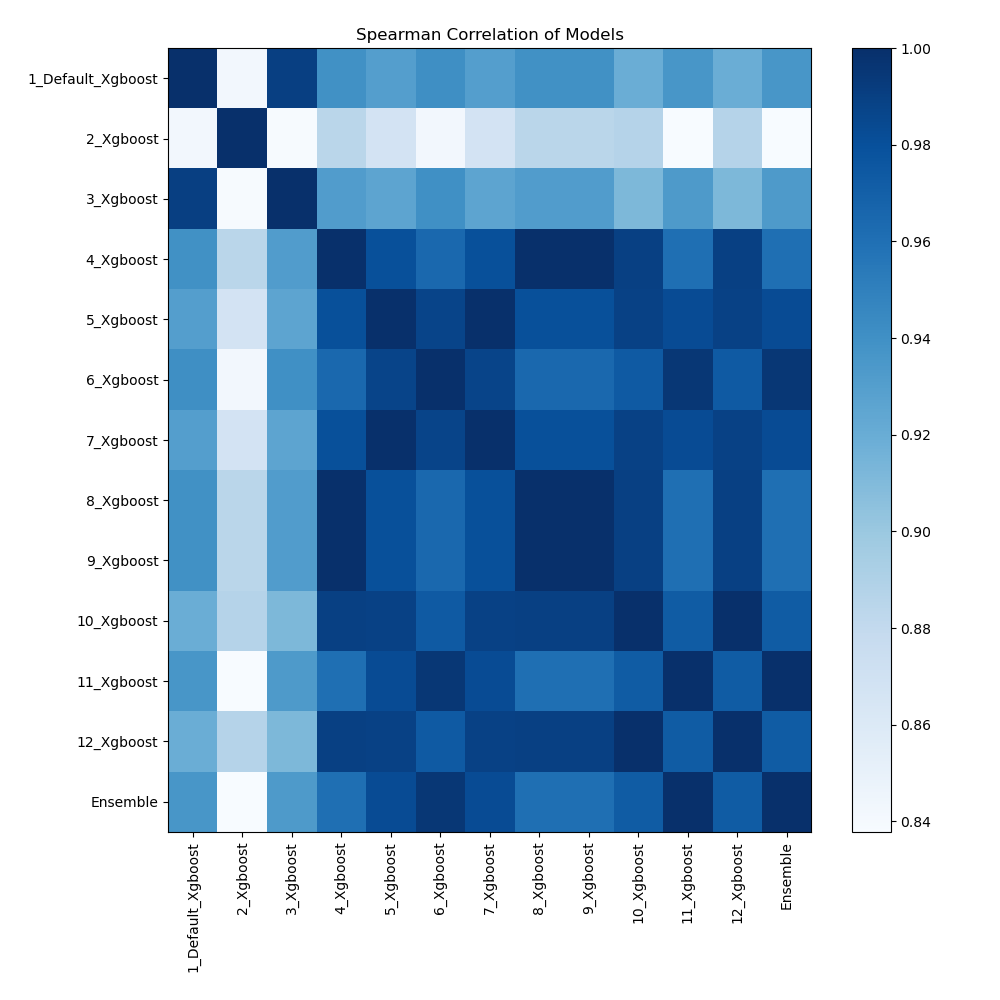 Spearman Correlation of Models
1_Default_Xgboost
2_Xgboost
3_Xgboost
4_Xgboost
5_Xgboost
6_Xgboost
7_Xgboost
8_Xgboost
9_Xgboost
10_Xgboost
11_Xgboost
12_Xgboost
Ensemble
1_Default_Xgboost
2_Xgboost
3_Xgboost
4_Xgboost
5_Xgboost
6_Xgboost
7_Xgboost
8_Xgboost
9_Xgboost
10_Xgboost
11_Xgboost
12_Xgboost
Ensemble
1.00
0.98
0.96
0.94
0.92
0.90
0.88
0.86
0.84